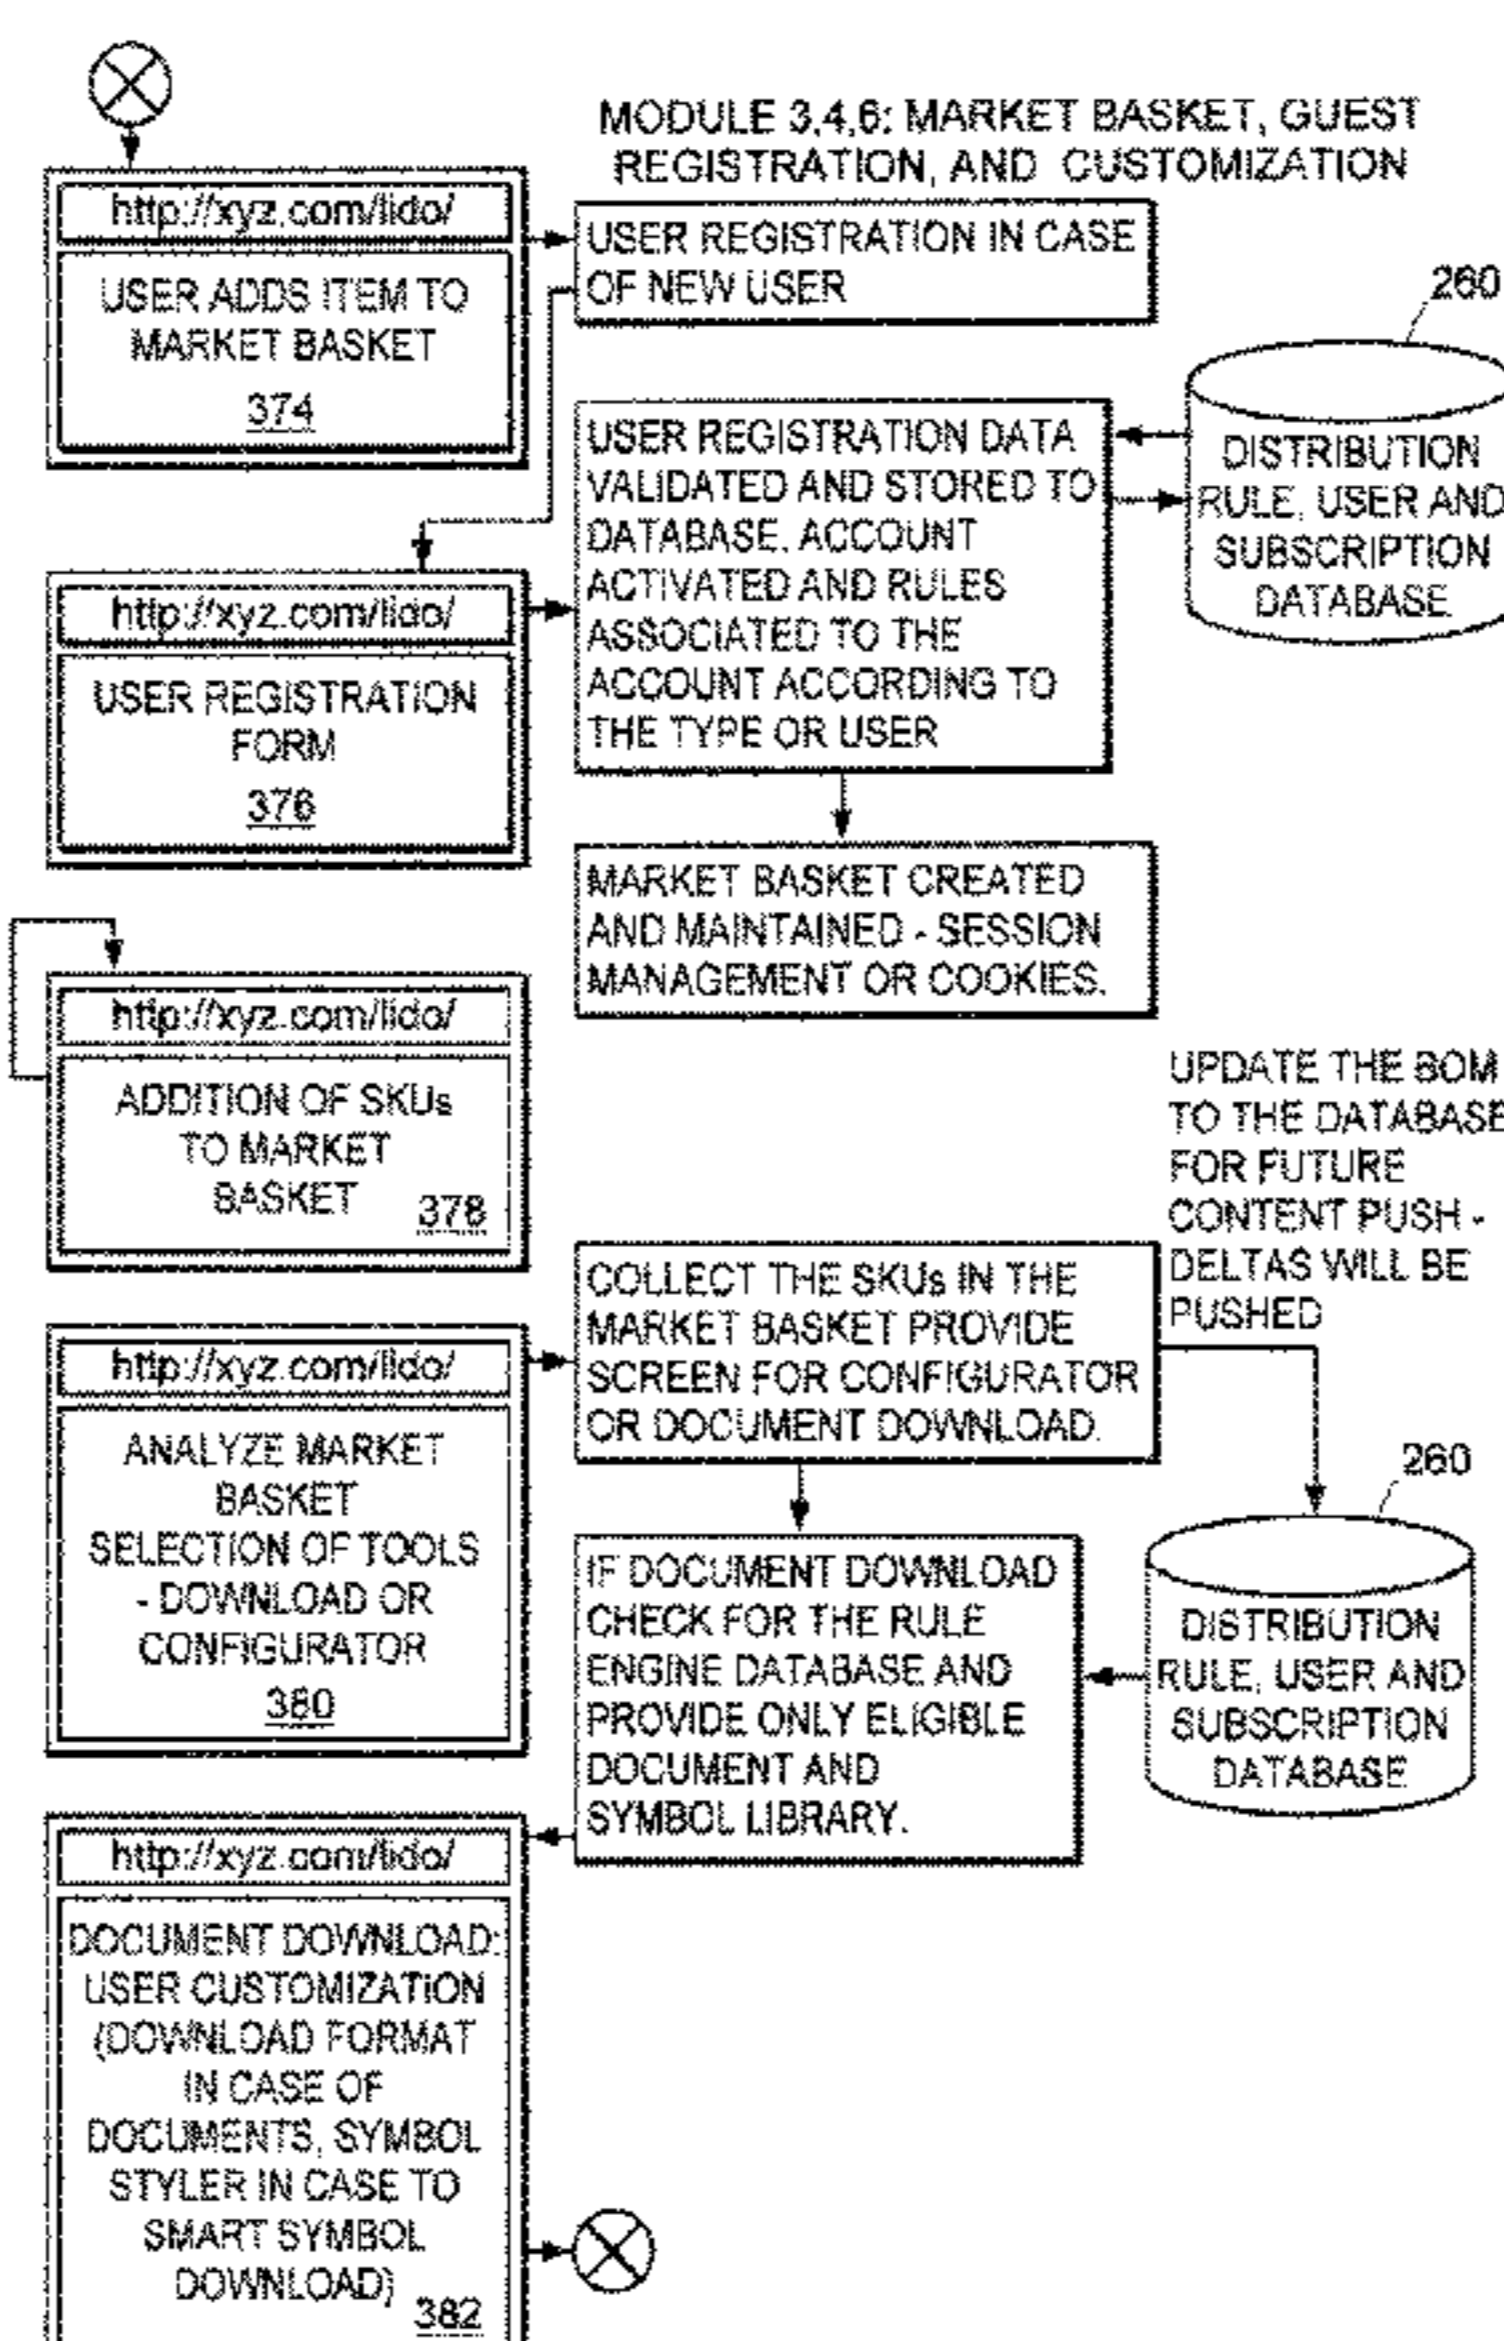 MODULE 3,4,6: MARKET BASKET, GUEST
REGISTRATION, AND CUSTOMIZATION
http://xyz.com/lido/
USER ADDS ITEM TO
MARKET BASKET
374
USER REGISTRATION IN CASE
OF NEW USER
260
USER REGISTRATION DATA
VALIDATED AND STORED TO
DATABASE. ACCOUNT
ACTIVATED AND RULES
ASSOCIATED TO THE
ACCOUNT ACCORDING TO
THE TYPE OR USER
DISTRIBUTION
RULE, USER AND
SUBSCRIPTION
DATABASE
http://xyz.com/lido/
USER REGISTRATION
FORM
376
MARKET BASKET CREATED
AND MAINTAINED - SESSION
MANAGEMENT OR COOKIES.
http://xyz.com/lido/
ADDITION OF SKUs
TO MARKET
BASKET
378
UPDATE THE BOM
TO THE DATABASE
FOR FUTURE
CONTENT PUSH -
DELTAS WILL BE
PUSHED
COLLECT THE SKUs IN THE
MARKET BASKET PROVIDE
SCREEN FOR CONFIGURATOR
OR DOCUMENT DOWNLOAD.
http://xyz.com/lido/
ANALYZE MARKET
BASKET
SELECTION OF TOOLS
- DOWNLOAD OR
CONFIGURATOR
380
260
IF DOCUMENT DOWNLOAD
CHECK FOR THE RULE
ENGINE DATABASE AND
PROVIDE ONLY ELIGIBLE
DOCUMENT AND
SYMBOL LIBRARY.
DISTRIBUTION
RULE, USER AND
SUBSCRIPTION
DATABASE
http://xyz.com/lido/
DOCUMENT DOWNLOAD:
USER CUSTOMIZATION
(DOWNLOAD FORMAT
IN CASE OF
DOCUMENTS, SYMBOL
STYLER IN CASE TO
SMART SYMBOL
DOWNLOAD)
382